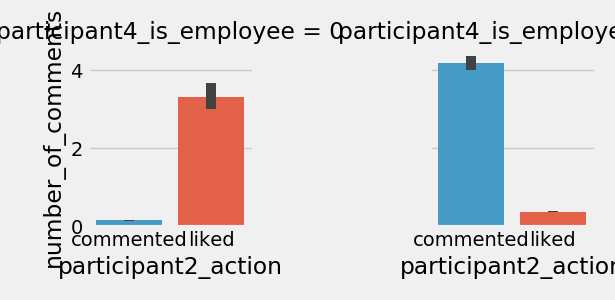 participant4_is_employee = 0
participant4_is_employe
number_of_comments
4
2
0
commented liked
commented liked
participant2_action
participant2_action